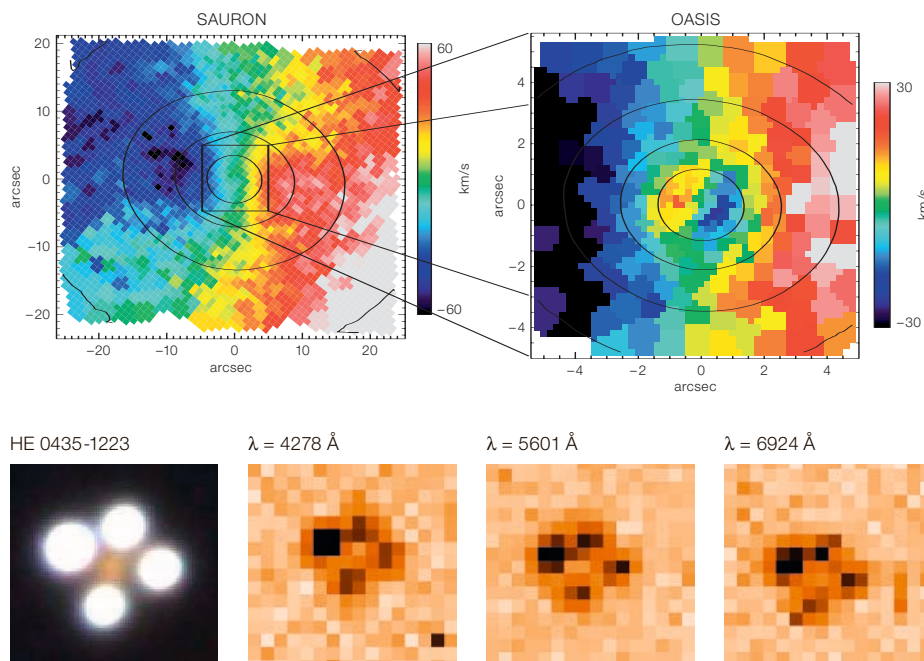 SAURON
OASIS
20
10
0
−10
−20
arcsec
−20
−10
0
10
20
arcsec
60
km/s
−60
4
2
0
−2
−4
arcsec
−4
−2
0
2
4
arcsec
30
km/s
−30
HE 0435-1223
λ = 4278 Å
λ = 5601 Å
λ = 6924 Å